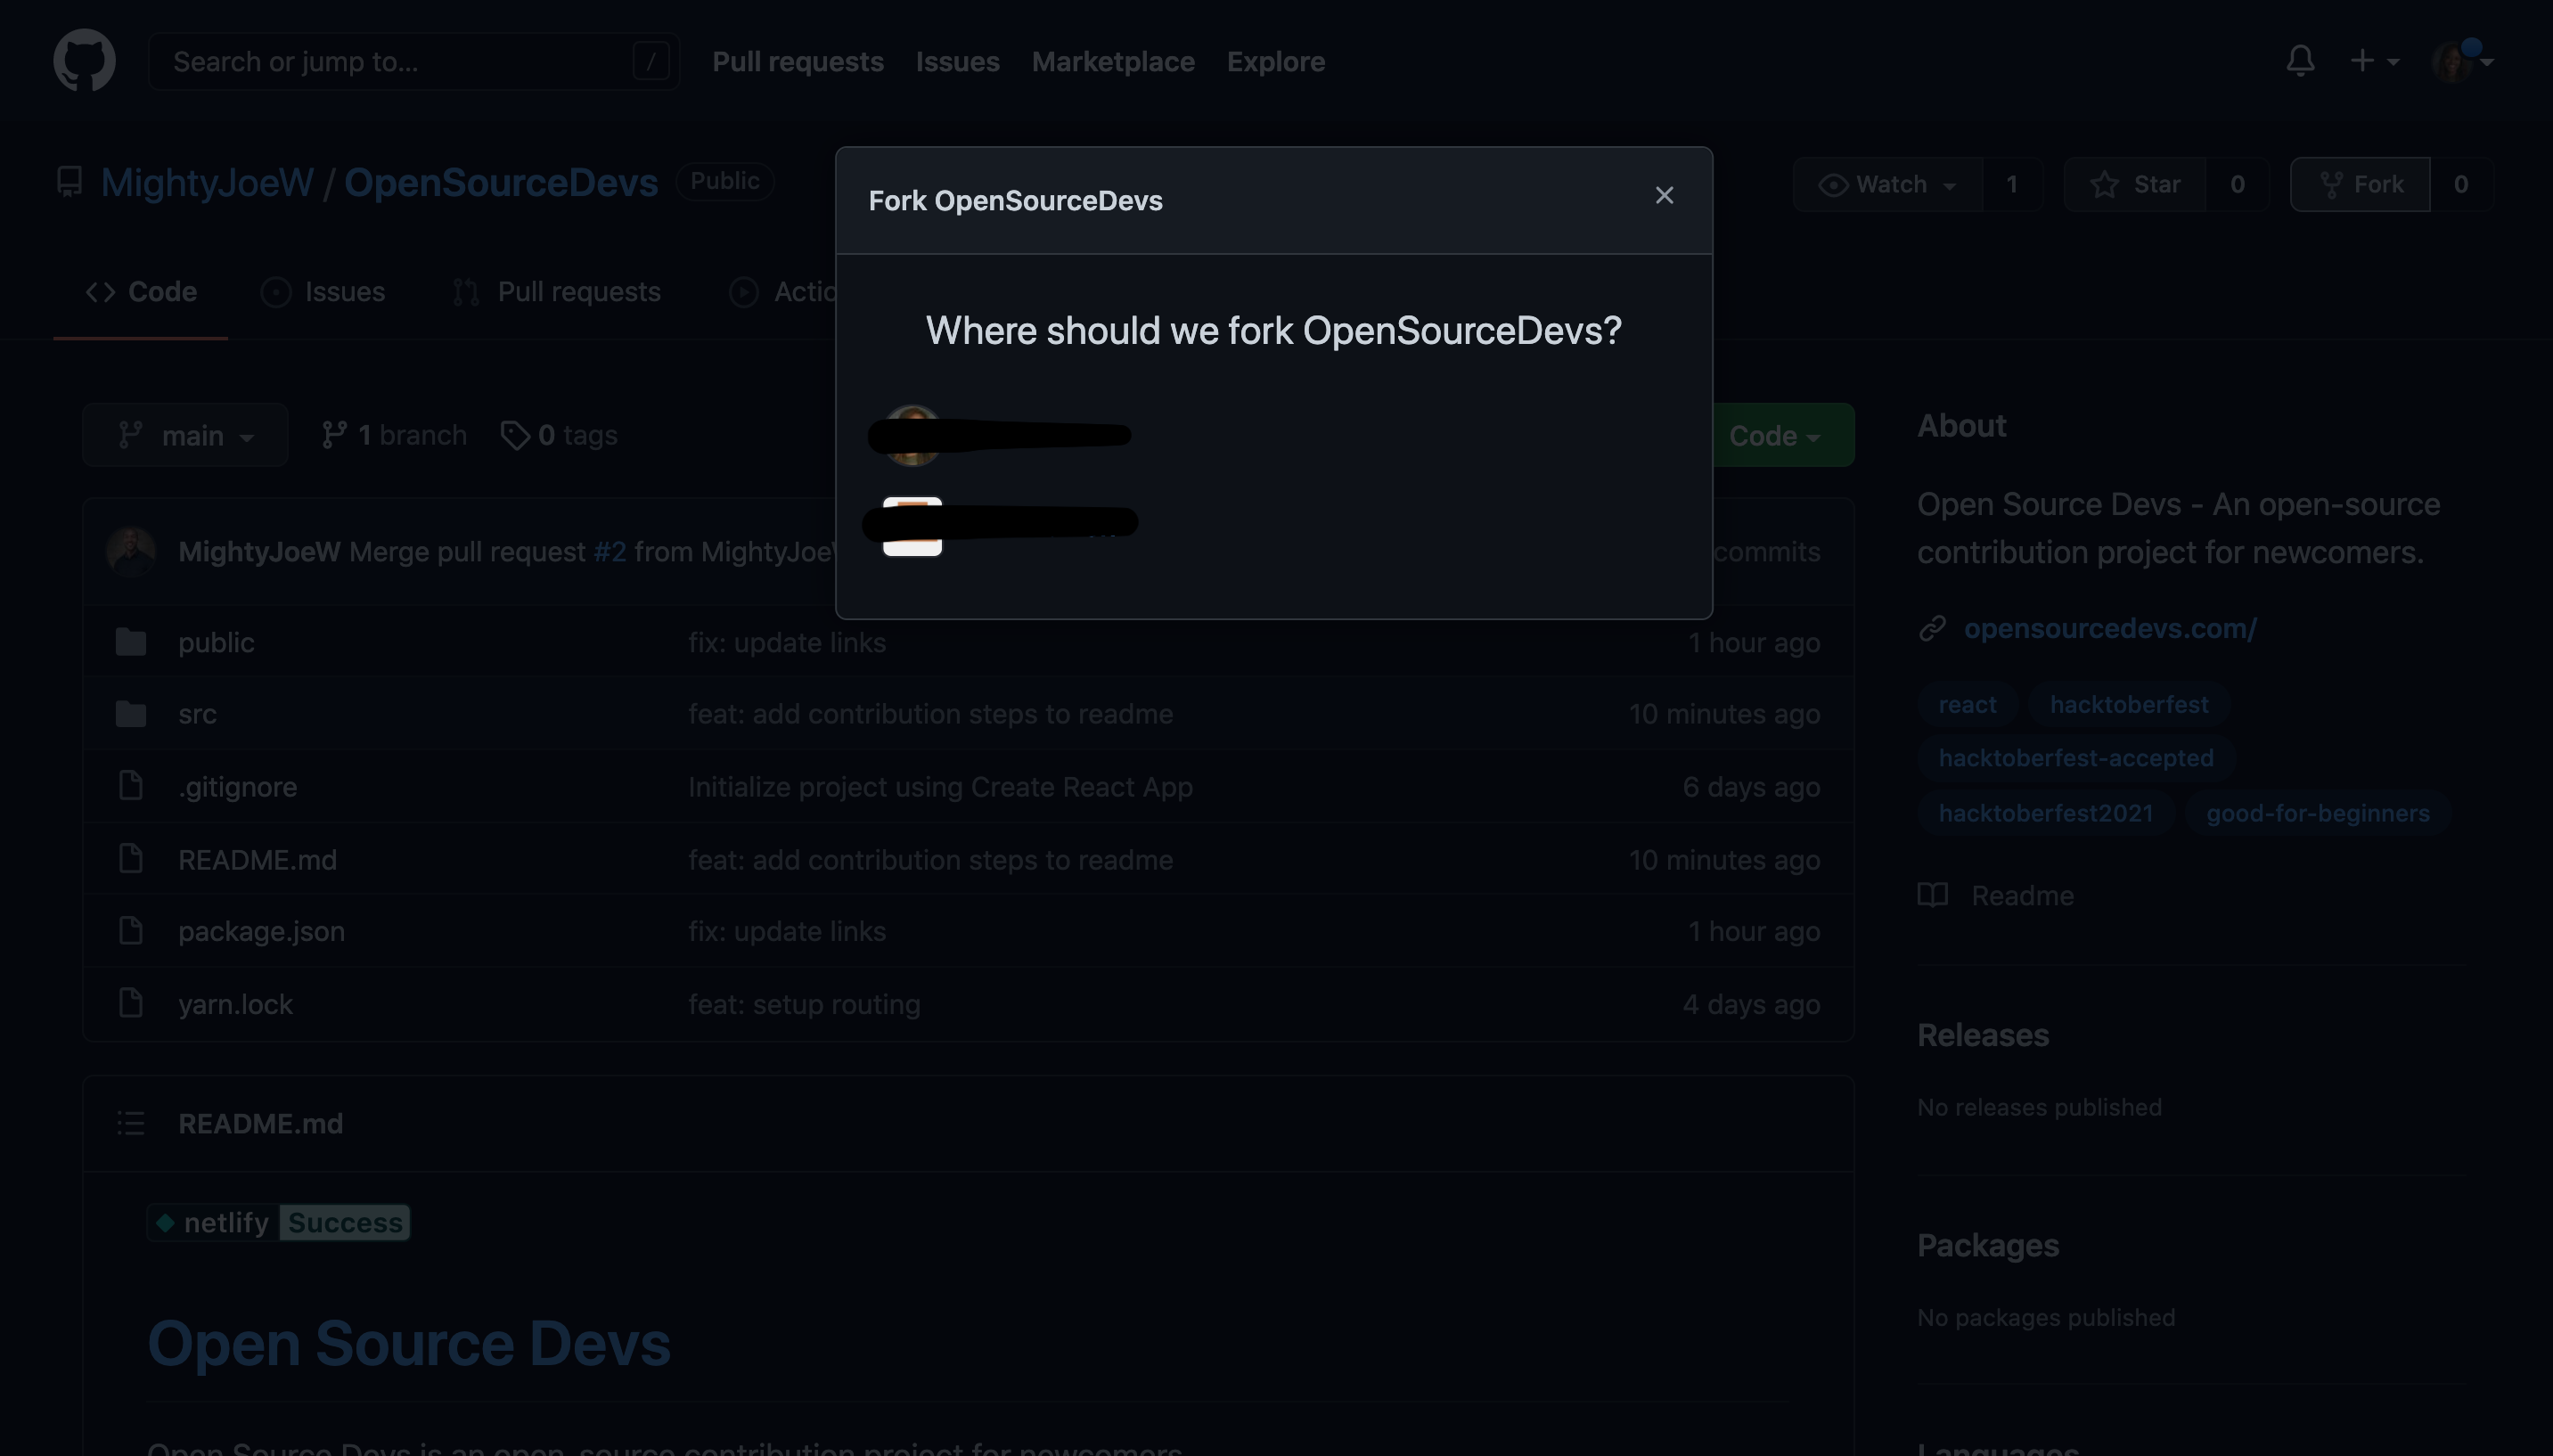 Search or jump to...
/
Pull requests
Issues
Marketplace
Explore
MightyJoeW / OpenSourceDevs
Public
Watch
1
Star
0
Fork
0
Code
Issues
Pull requests
Fork OpenSourceDevs
Where should we fork OpenSourceDevs?
main
1 branch
0 tags
Code
MightyJoeW Merge pull request #2 from
commits
public
fix: update links
1 hour ago
src
feat: add contribution steps to readme
10 minutes ago
.gitignore
Initialize project using Create React App
6 days ago
README.md
feat: add contribution steps to readme
10 minutes ago
package.json
fix: update links
1 hour ago
yarn.lock
feat: setup routing
4 days ago
README.md
netlify Success
Open Source Devs
Open Source Devs is an open-source contribution project for newcomers
About
Open Source Devs - An open-source
contribution project for newcomers.
opensourcedevs.com/
react
hacktoberfest
hacktoberfest-accepted
hacktoberfest2021
good-for-beginners
Readme
Releases
No releases published
Packages
No packages published
Languages